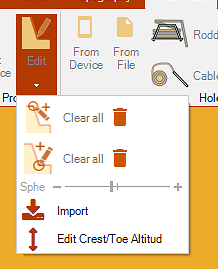 Edit
From Device
From File
Rodd
Cable
Pro
Hole
Clear all
Clear all
Sphe
Import
Edit Crest/Toe Altitud